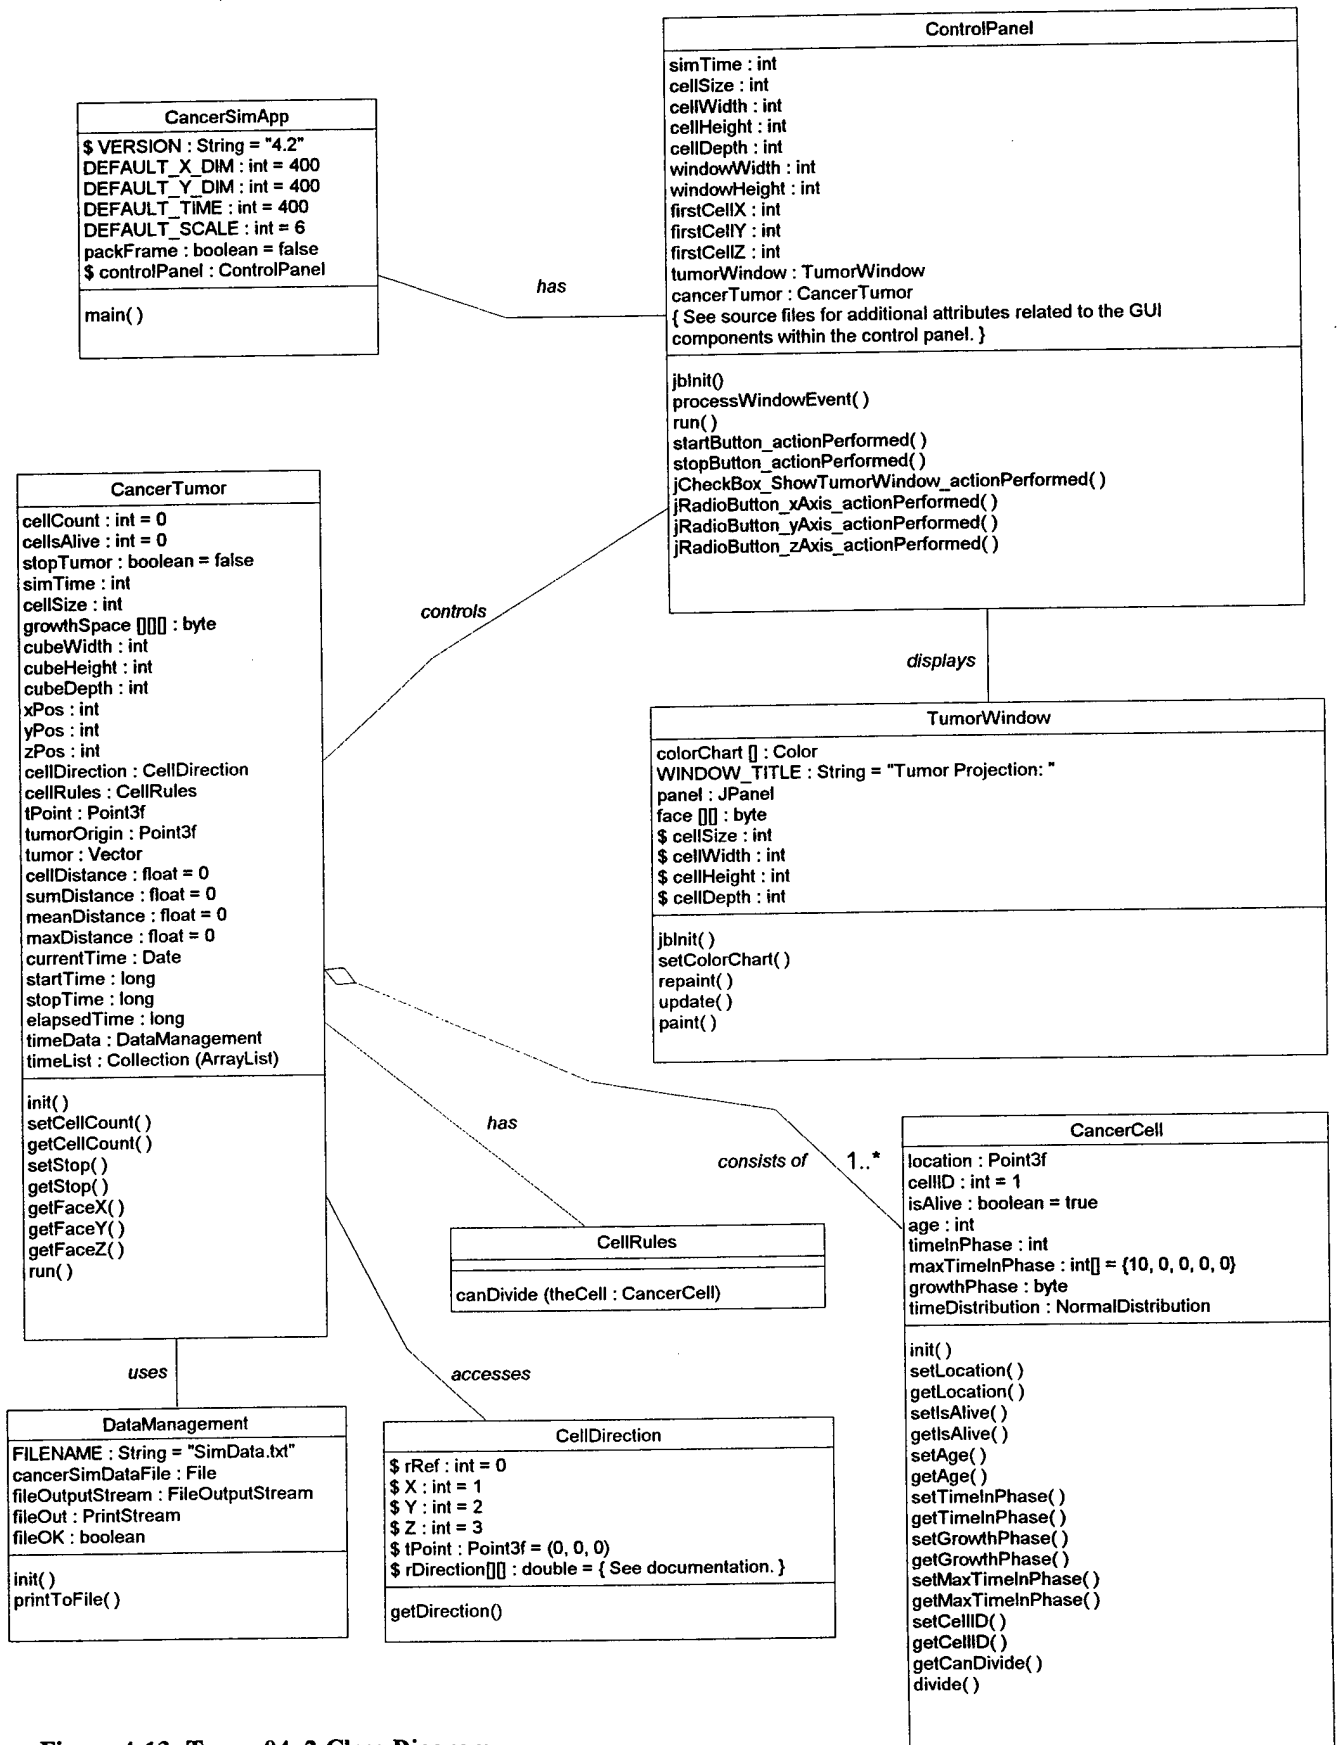 ControlPanel
simTime : int
cellSize : int
cellWidth : int
cellHeight : int
cellDepth : int
windowWidth : int
windowHeight : int
firstCellX : int
firstCellY : int
firstCellZ : int
tumorWindow : TumorWindow
cancerTumor : CancerTumor
{ See source files for additional attributes related to the GUI
components within the control panel. }
jbInit()
processWindowEvent( )
run( )
startButton_actionPerformed( )
stopButton_actionPerformed( )
jCheckBox_ShowTumorWindow_actionPerformed( )
jRadioButton_xAxis_actionPerformed( )
jRadioButton_yAxis_actionPerformed( )
jRadioButton_zAxis_actionPerformed( )
CancerSimApp
$ VERSION : String = "4.2"
DEFAULT_X_DIM : int = 400
DEFAULT_Y_DIM : int = 400
DEFAULT_TIME : int = 400
DEFAULT_SCALE : int = 6
packFrame : boolean = false
$ controlPanel : ControlPanel
main( )
has
CancerTumor
cellCount : int = 0
cellsAlive : int = 0
stopTumor : boolean = false
simTime : int
cellSize : int
growthSpace [][][] : byte
cubeWidth : int
cubeHeight : int
cubeDepth : int
xPos : int
yPos : int
zPos : int
cellDirection : CellDirection
cellRules : CellRules
tPoint : Point3f
tumorOrigin : Point3f
tumor : Vector
cellDistance : float = 0
sumDistance : float = 0
meanDistance : float = 0
maxDistance : float = 0
currentTime : Date
startTime : long
stopTime : long
elapsedTime : long
timeData : DataManagement
timeList : Collection (ArrayList)
init( )
setCellCount( )
getCellCount( )
setStop( )
getStop( )
getFaceX( )
getFaceY( )
getFaceZ( )
run( )
controls
displays
TumorWindow
colorChart [] : Color
WINDOW_TITLE : String = "Tumor Projection: "
panel : JPanel
face [][] : byte
$ cellSize : int
$ cellWidth : int
$ cellHeight : int
$ cellDepth : int
jbInit( )
setColorChart( )
repaint( )
update( )
paint( )
has
consists of
1..*
CancerCell
location : Point3f
cellID : int = 1
isAlive : boolean = true
age : int
timeInPhase : int
maxTimeInPhase : int[] = {10, 0, 0, 0, 0}
growthPhase : byte
timeDistribution : NormalDistribution
init( )
setLocation( )
getLocation( )
setIsAlive( )
getIsAlive( )
setAge( )
getAge( )
setTimeInPhase( )
getTimeInPhase( )
setGrowthPhase( )
getGrowthPhase( )
setMaxTimeInPhase( )
getMaxTimeInPhase( )
setCellID( )
getCellID( )
getCanDivide( )
divide( )
CellRules
canDivide (theCell : CancerCell)
uses
accesses
DataManagement
FILENAME : String = "SimData.txt"
cancerSimDataFile : File
fileOutputStream : FileOutputStream
fileOut : PrintStream
fileOK : boolean
init( )
printToFile( )
CellDirection
$ rRef : int = 0
$ X : int = 1
$ Y : int = 2
$ Z : int = 3
$ tPoint : Point3f = (0, 0, 0)
$ rDirection[][] : double = { See documentation. }
getDirection()